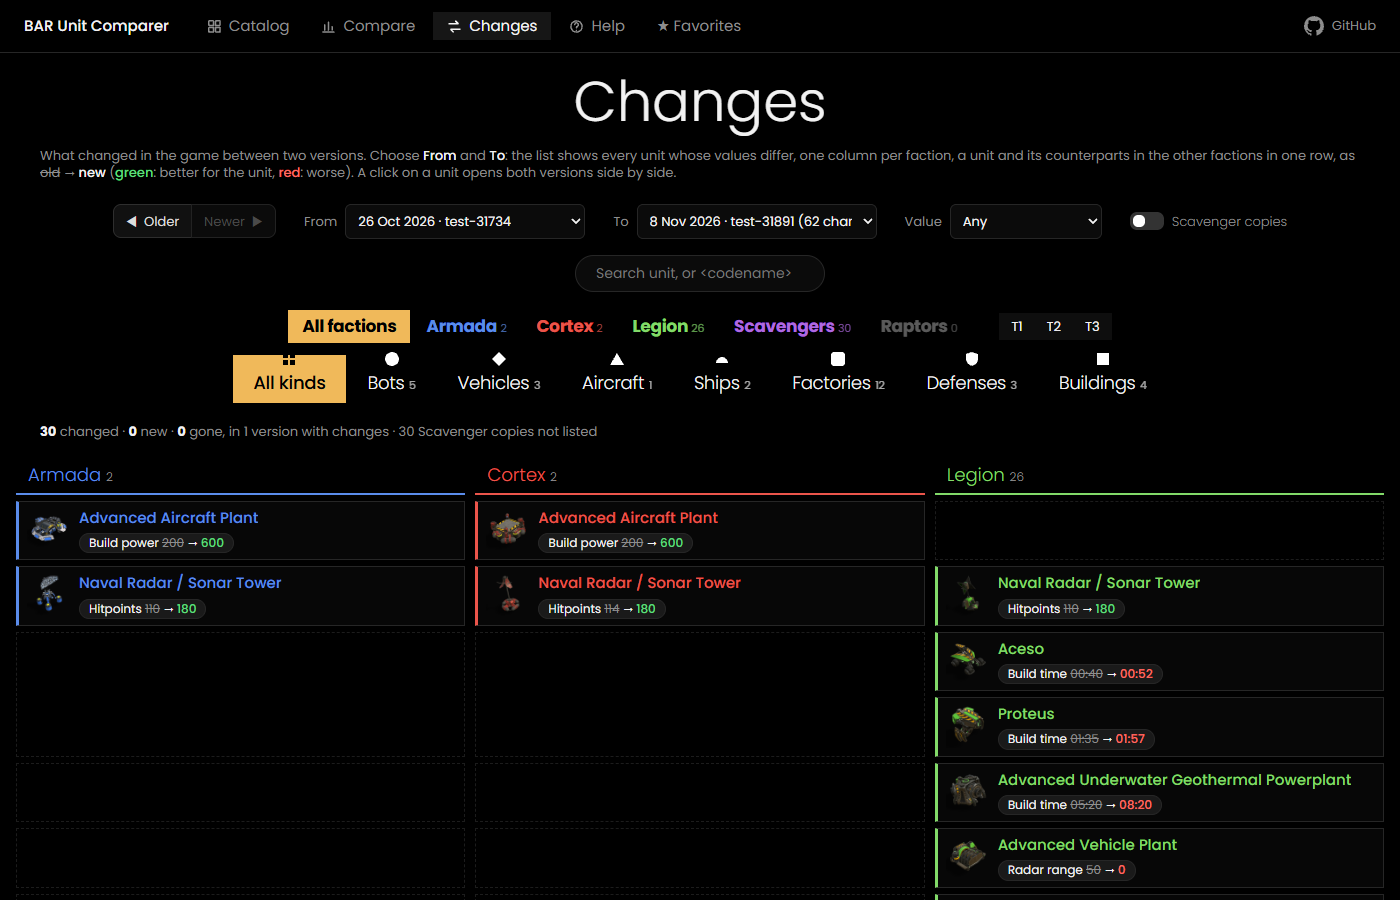 BAR Unit Comparer Catalog Compare Changes Help ★ Favorites GitHub
Changes
What changed in the game between two versions. Choose From and To: the list shows every unit whose values differ, one column per faction, a unit and its counterparts in the other factions in one row, as
old → new (green: better for the unit, red: worse). A click on a unit opens both versions side by side.
◀ Older Newer ▶ From 26 Oct 2026 · test-31734 To 8 Nov 2026 · test-31891 (62 char Value Any Scavenger copies
Search unit, or <codename>
All factions Armada 2 Cortex 2 Legion 26 Scavengers 30 Raptors 0 T1 T2 T3
All kinds Bots 5 Vehicles 3 Aircraft 1 Ships 2 Factories 12 Defenses 3 Buildings 4
30 changed · 0 new · 0 gone, in 1 version with changes · 30 Scavenger copies not listed
Armada 2 Cortex 2 Legion 26
Advanced Aircraft Plant Advanced Aircraft Plant
Build power 200 → 600 Build power 200 → 600
Naval Radar / Sonar Tower Naval Radar / Sonar Tower Naval Radar / Sonar Tower
Hitpoints 110 → 180 Hitpoints 114 → 180 Hitpoints 110 → 180
Aceso
Build time 00:40 → 00:52
Proteus
Build time 01:35 → 01:57
Advanced Underwater Geothermal Powerplant
Build time 05:20 → 08:20
Advanced Vehicle Plant
Radar range 50 → 0